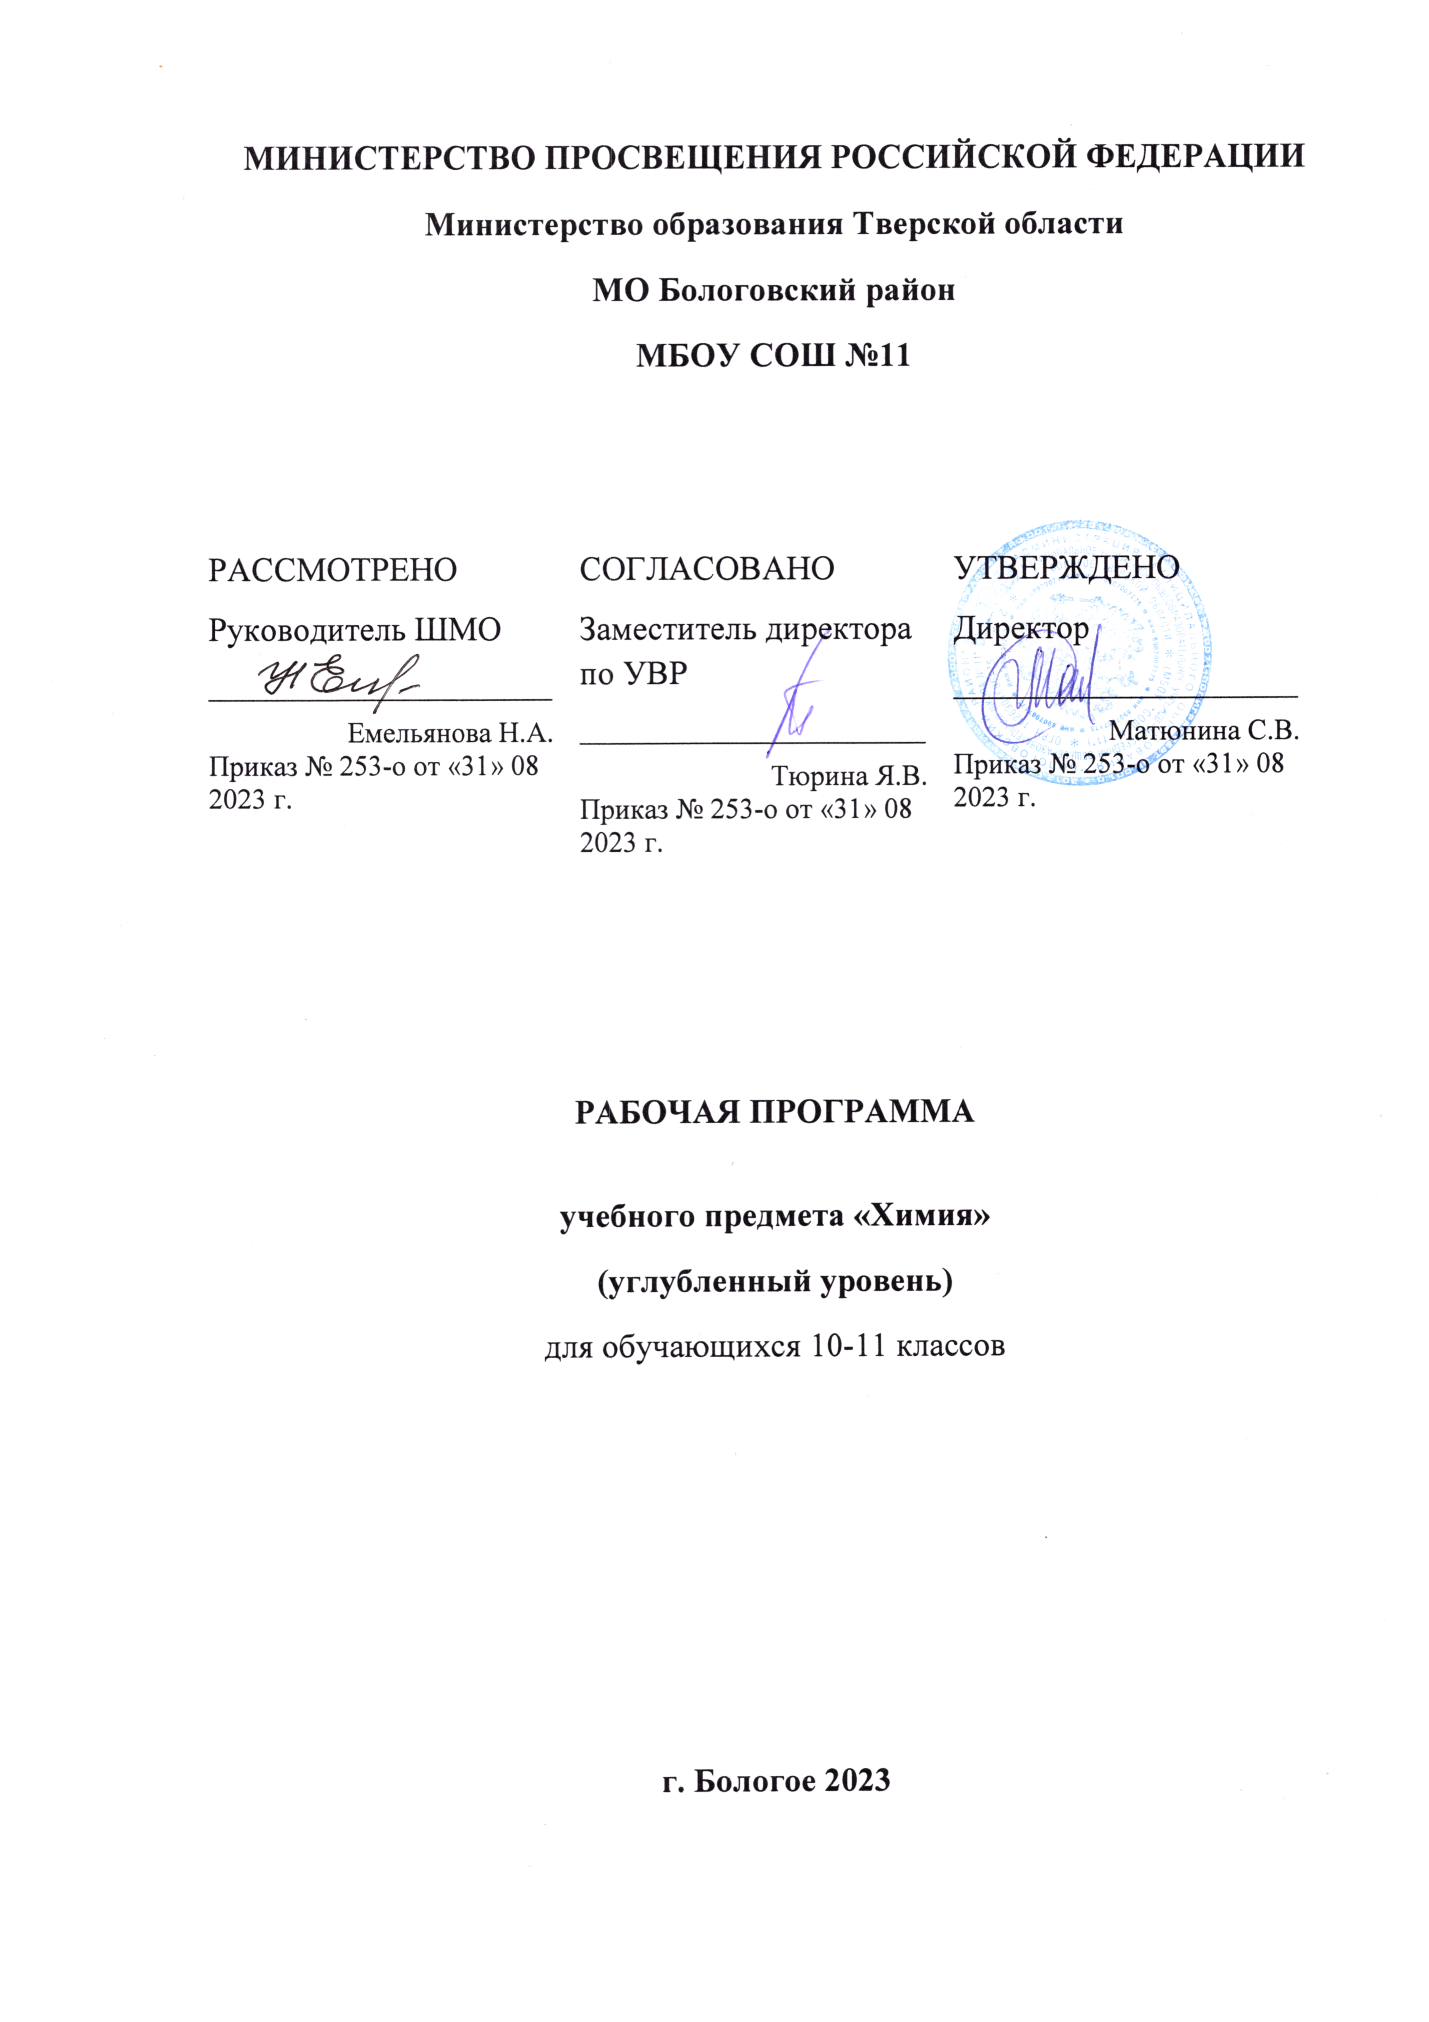 МИНИСТЕРСТВО ПРОСВЕЩЕНИЯ РОССИЙСКОЙ ФЕДЕРАЦИИ
Министерство образования Тверской области
МО Бологовский район
МБОУ СОШ №11
РАССМОТРЕНО
Руководитель ШМО
Емельянова Н.А.
Приказ № 253-о от «31» 08
2023 г.
СОГЛАСОВАНО
Заместитель директора
по УВР
Тюрина Я.В.
Приказ № 253-о от «31» 08
2023 г.
УТВЕРЖДЕНО
Директор
Матюнина С.В.
Приказ № 253-о от «31» 08
2023 г.
РАБОЧАЯ ПРОГРАММА
учебного предмета «Химия»
(углубленный уровень)
для обучающихся 10-11 классов
г. Бологое 2023